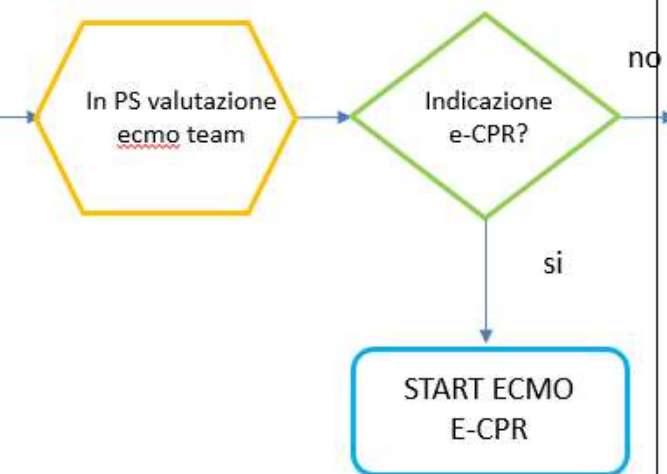 In PS valutazione
ecmo team
Indicazione
e-CPR?
no
si
START ECMO
E-CPR